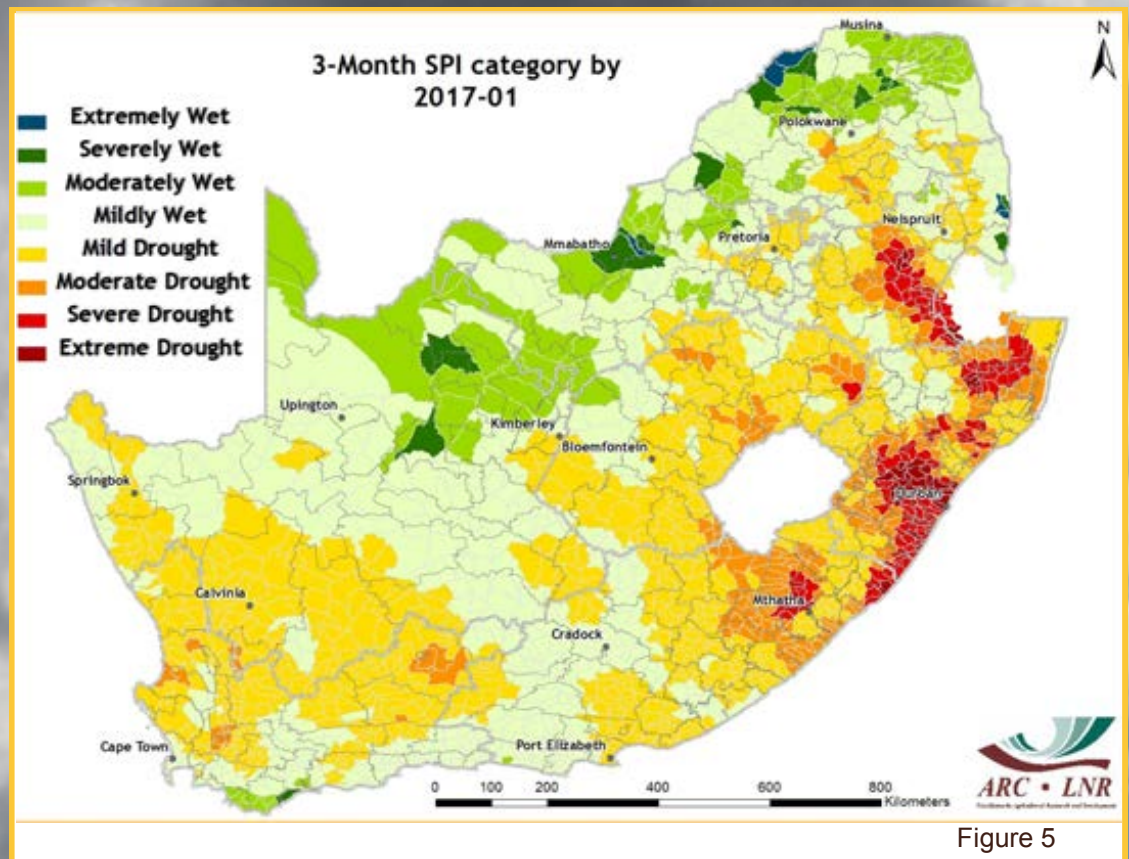 3-Month SPI category by
2017-01
N
Extremely Wet
Severely Wet
Moderately Wet
Mildly Wet
Mild Drought
Moderate Drought
Severe Drought
Extreme Drought
Musina
Polokwane
Nelspruit
Pretoria
Mmabatho
Upington
Kimberley
Bloemfontein
Springbok
Durban
Calvinia
Mthatha
Cradock
Cape Town
Port Elizabeth
0 100 200 400 600 800
Kilometers
ARC • LNR
Figure 5